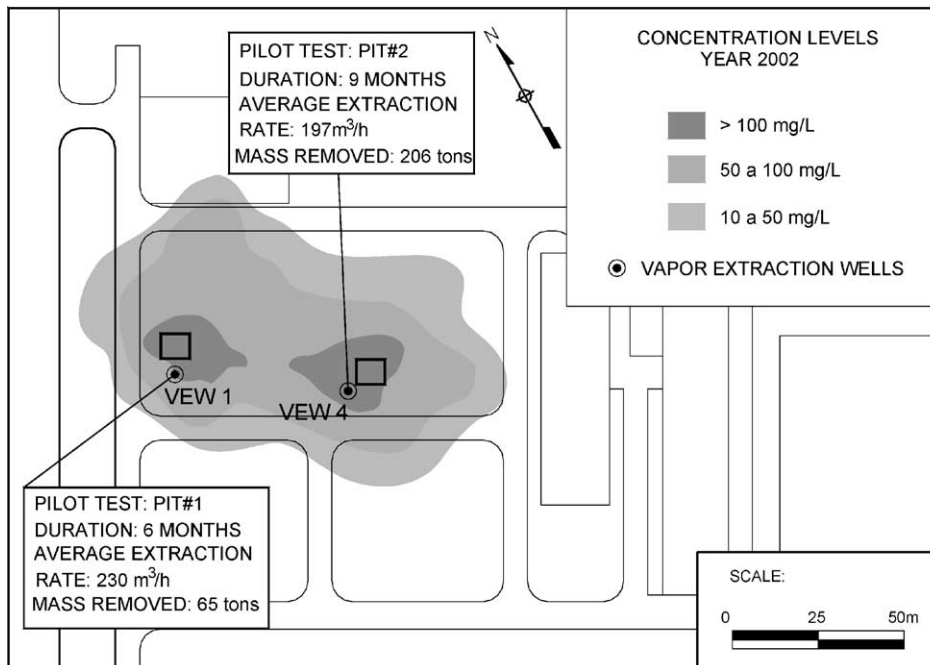 PILOT TEST: PIT#2
DURATION: 9 MONTHS
AVERAGE EXTRACTION
RATE: 197m³/h
MASS REMOVED: 206 tons
N
CONCENTRATION LEVELS
YEAR 2002
> 100 mg/L
50 a 100 mg/L
10 a 50 mg/L
VAPOR EXTRACTION WELLS
VEW 1
VEW 4
PILOT TEST: PIT#1
DURATION: 6 MONTHS
AVERAGE EXTRACTION
RATE: 230 m³/h
MASS REMOVED: 65 tons
SCALE:
0 25 50m